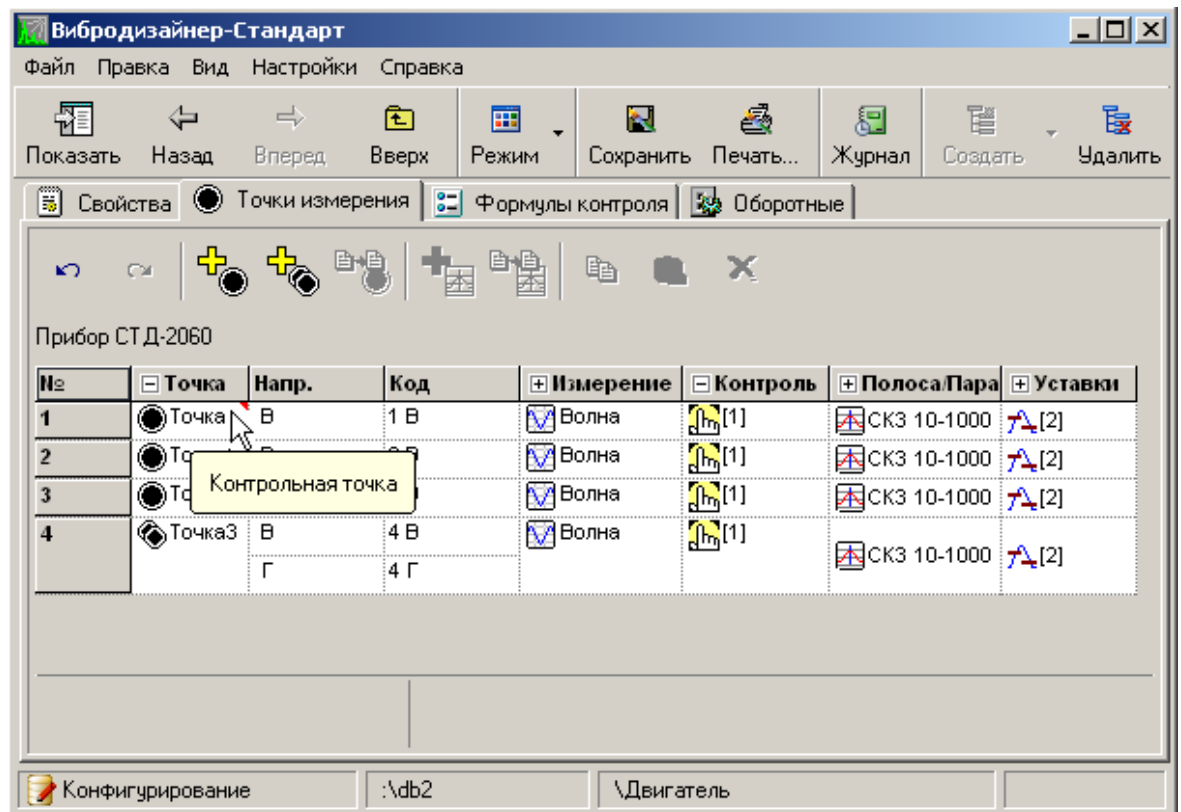 Вибродизайнер-Стандарт
Файл Правка Вид Настройки Справка
Показать Назад Вперед Вверх Режим Сохранить Печать... Журнал Создать Удалить
Свойства Точки измерения Формулы контроля Оборотные
Прибор СТД-2060
№ Точка Напр. Код Измерение Контроль Полоса/Пара Уставки
1 Точка В 1 В Волна [1] СКЗ 10-1000 [2]
2 Волна [1] СКЗ 10-1000 [2]
Контрольная точка
3 Волна [1] СКЗ 10-1000 [2]
4 Точка3 В 4 В Волна [1] СКЗ 10-1000 [2]
Г 4 Г
Конфигурирование :\db2 \Двигатель